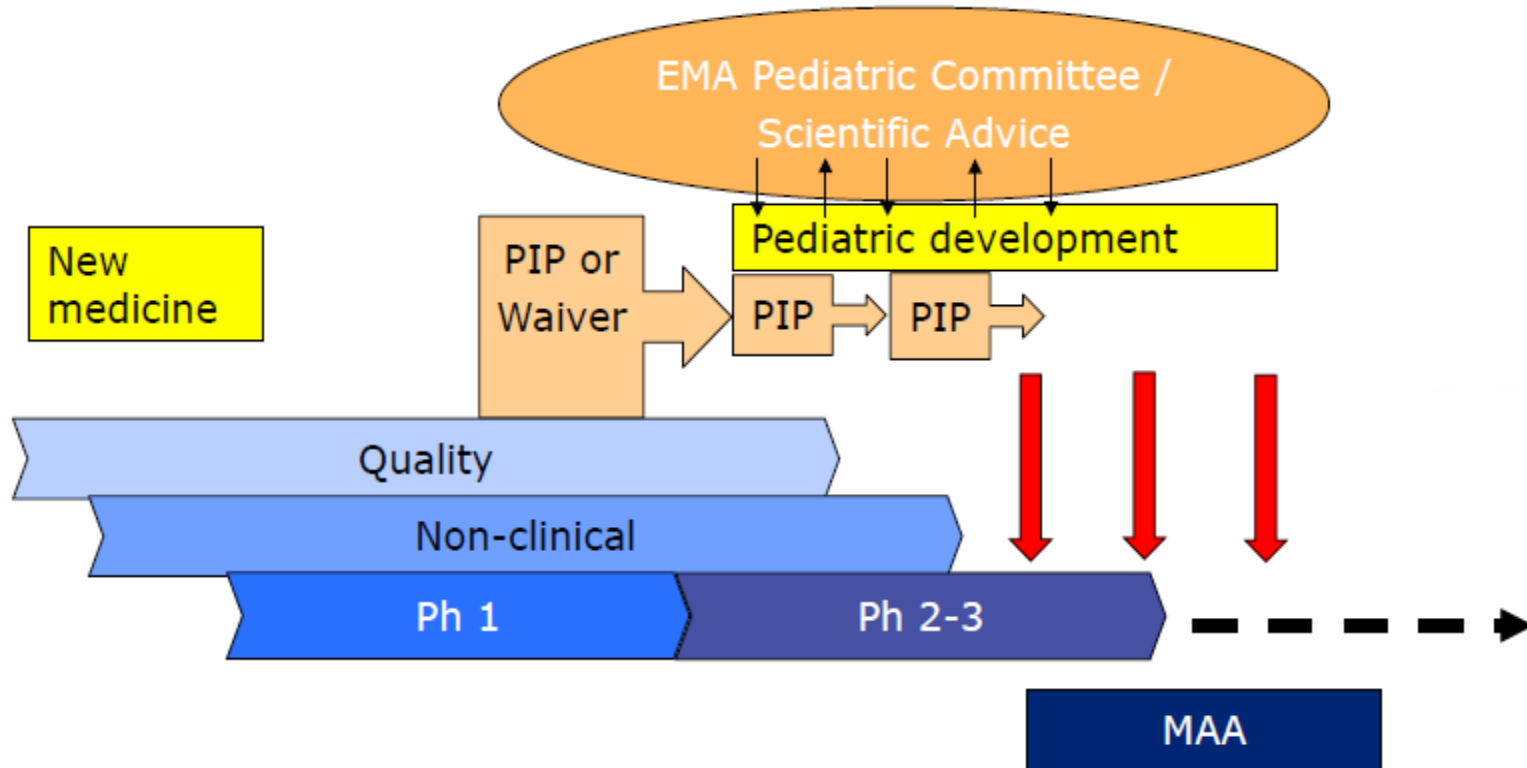 EMA Pediatric Committee /
Scientific Advice
New
medicine
PIP or
Waiver
Pediatric development
PIP
PIP
Quality
Non-clinical
Ph 1
Ph 2-3
MAA